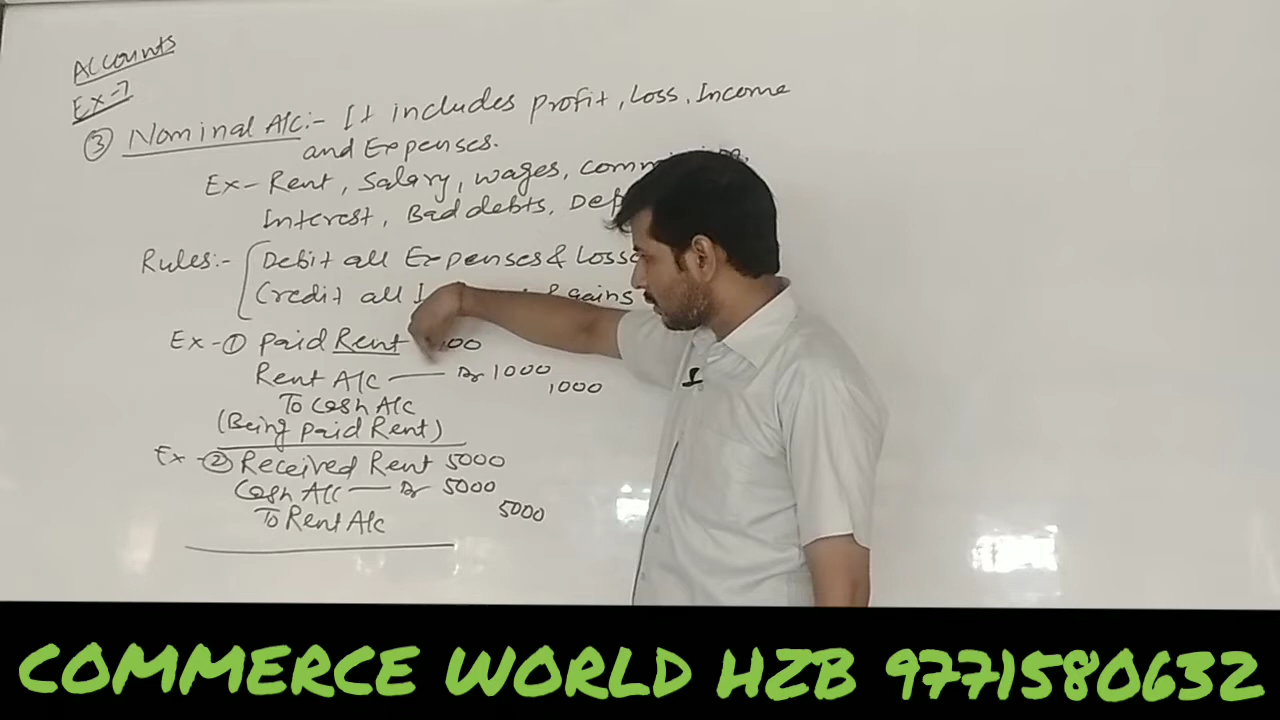 Accounts
Ex-7
③ Nominal A/c:- It includes Profit, Loss, Income
and Expenses.
Ex- Rent, Salary, wages,
Interest, Bad debts,
Rules:- Debit all Expenses &
Credit all & gains
Ex-① Paid Rent
Rent A/c — Dr 1000
1000
To Cash A/c
(Being Paid Rent)
Ex-② Received Rent 5000
Cash A/c — Dr 5000
5000
To Rent A/c
COMMERCE WORLD HZB 9771580632